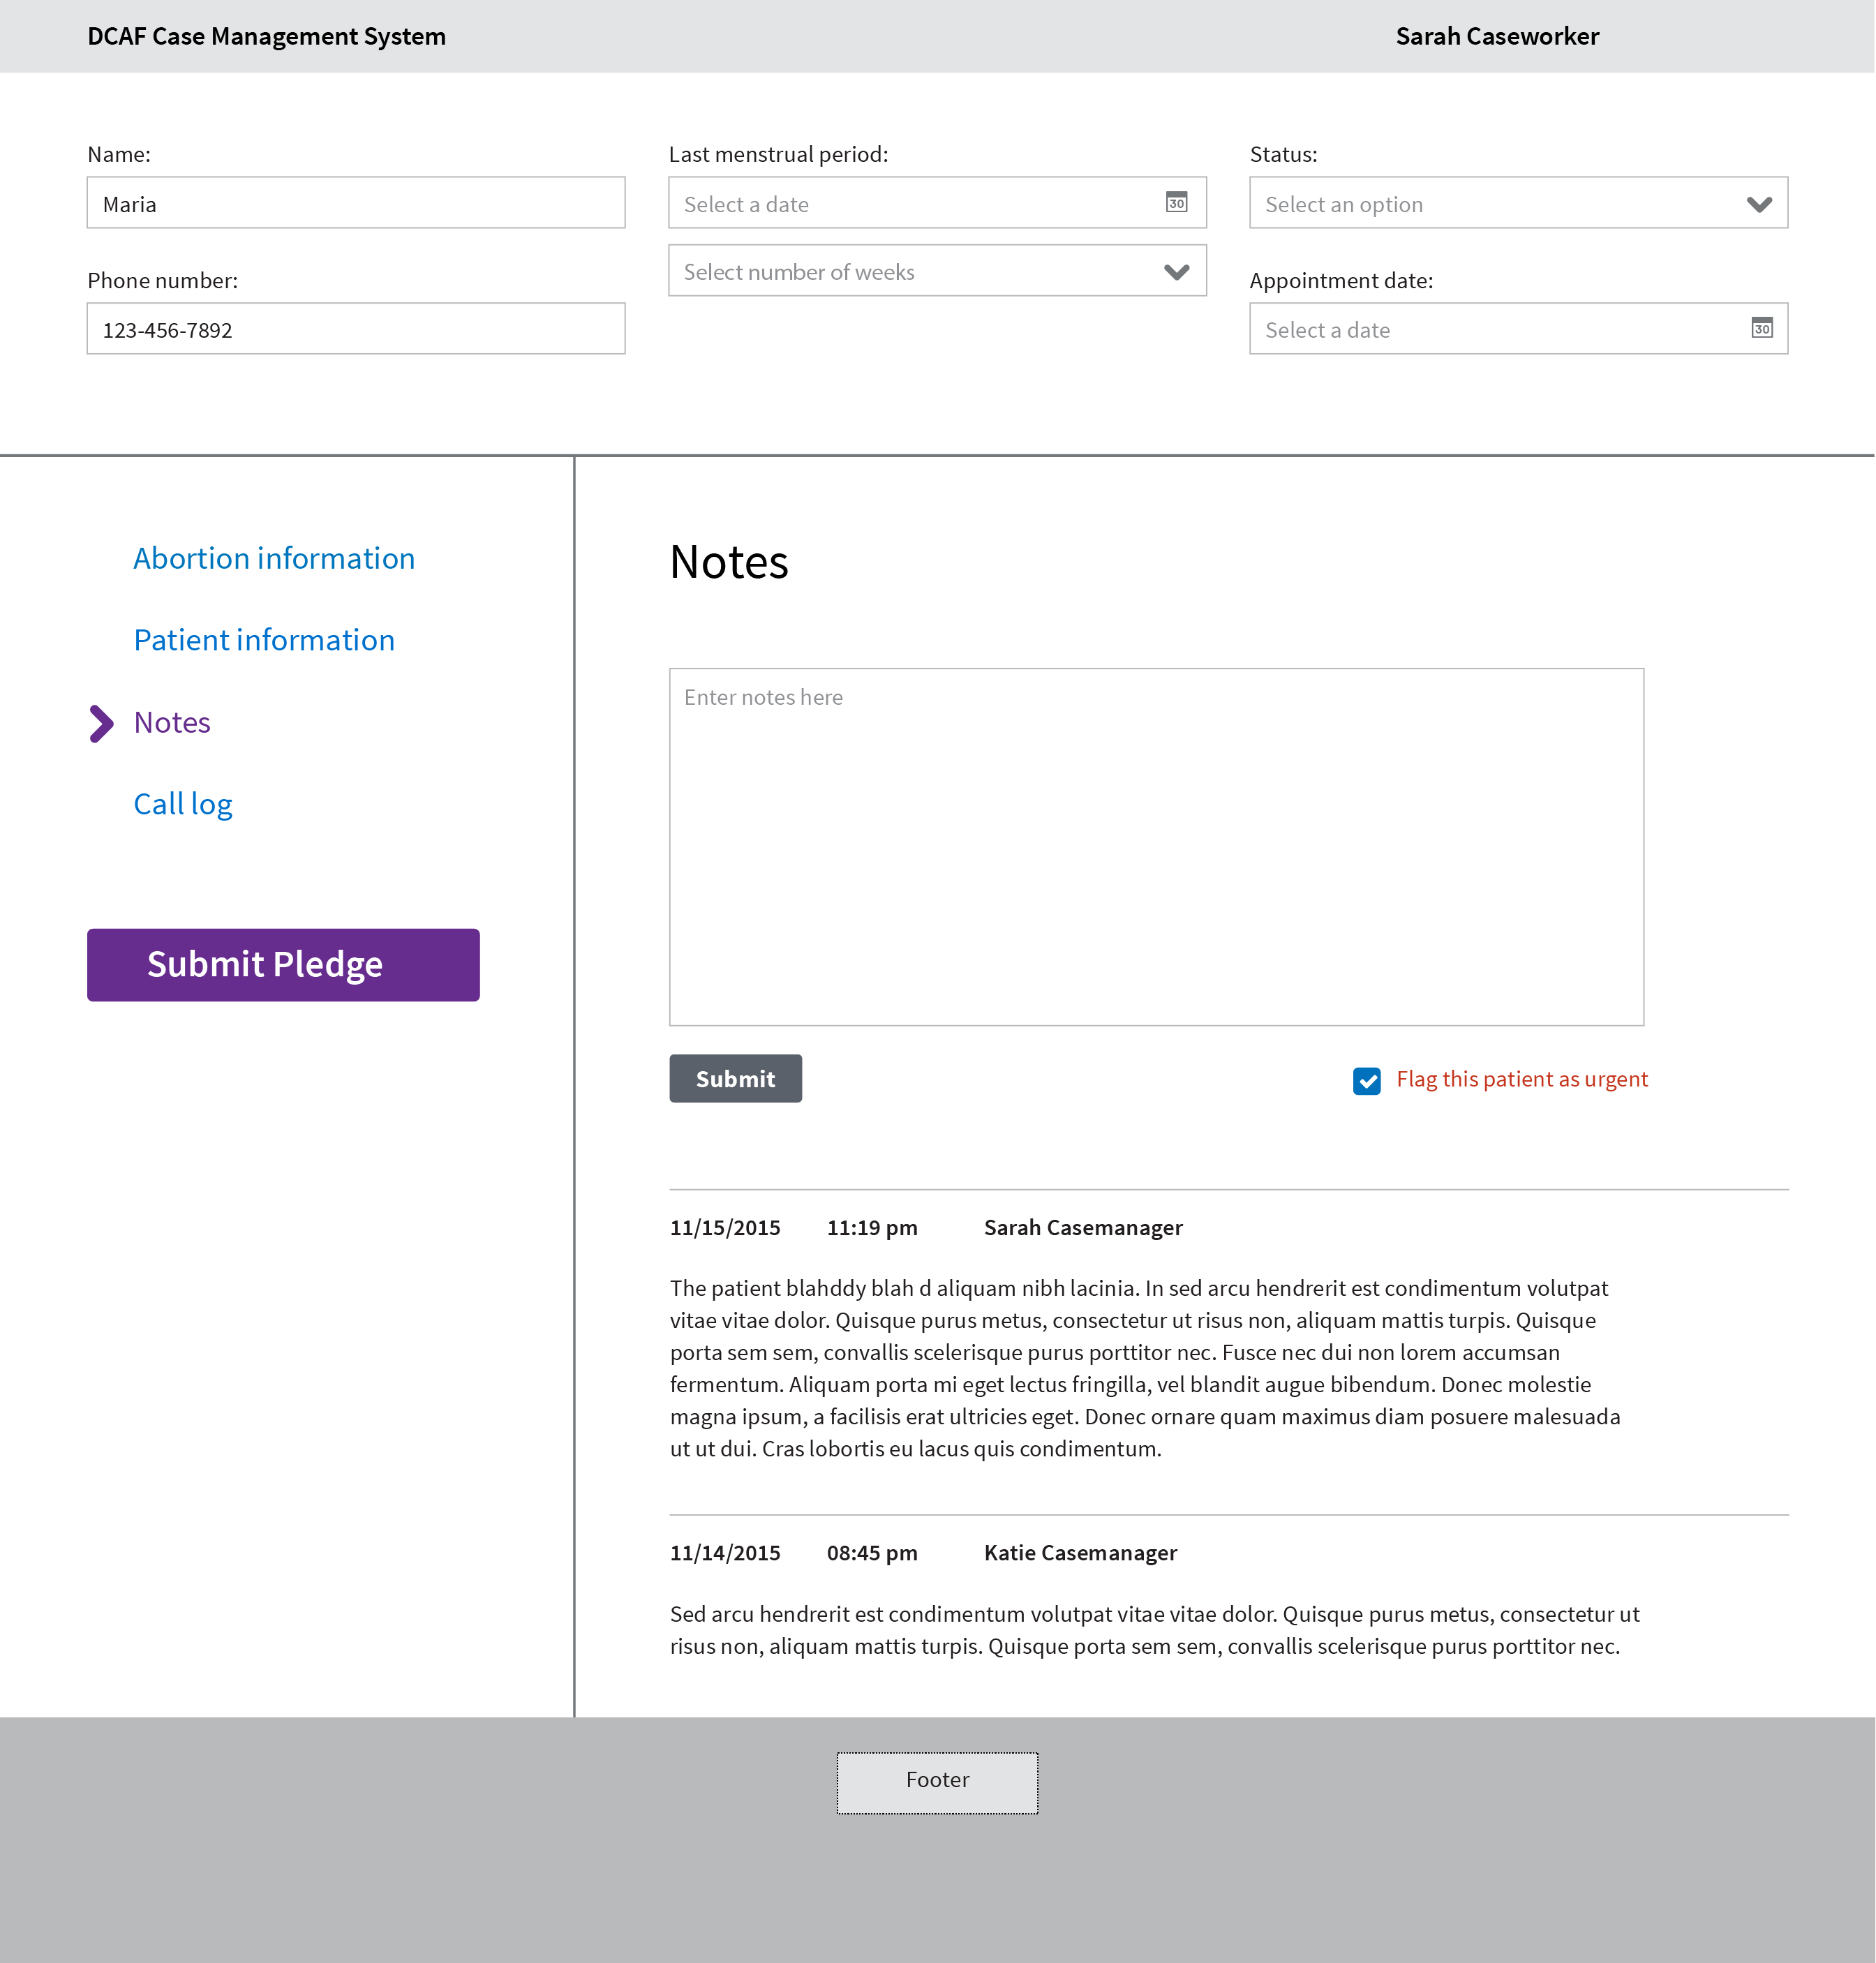 DCAF Case Management System
Sarah Caseworker
Name:
Maria
Phone number:
123-456-7892
Last menstrual period:
Select a date
30
Select number of weeks
Status:
Select an option
Appointment date:
Select a date
30
Abortion information
Patient information
Notes
Call log
Submit Pledge
Notes
Enter notes here
Submit
Flag this patient as urgent
11/15/2015 11:19 pm Sarah Casemanager
The patient blahddy blah d aliquam nibh lacinia. In sed arcu hendrerit est condimentum volutpat
vitae vitae dolor. Quisque purus metus, consectetur ut risus non, aliquam mattis turpis. Quisque
porta sem sem, convallis scelerisque purus porttitor nec. Fusce nec dui non lorem accumsan
fermentum. Aliquam porta mi eget lectus fringilla, vel blandit augue bibendum. Donec molestie
magna ipsum, a facilisis erat ultricies eget. Donec ornare quam maximus diam posuere malesuada
ut ut dui. Cras lobortis eu lacus quis condimentum.
11/14/2015 08:45 pm Katie Casemanager
Sed arcu hendrerit est condimentum volutpat vitae vitae dolor. Quisque purus metus, consectetur ut
risus non, aliquam mattis turpis. Quisque porta sem sem, convallis scelerisque purus porttitor nec.
Footer